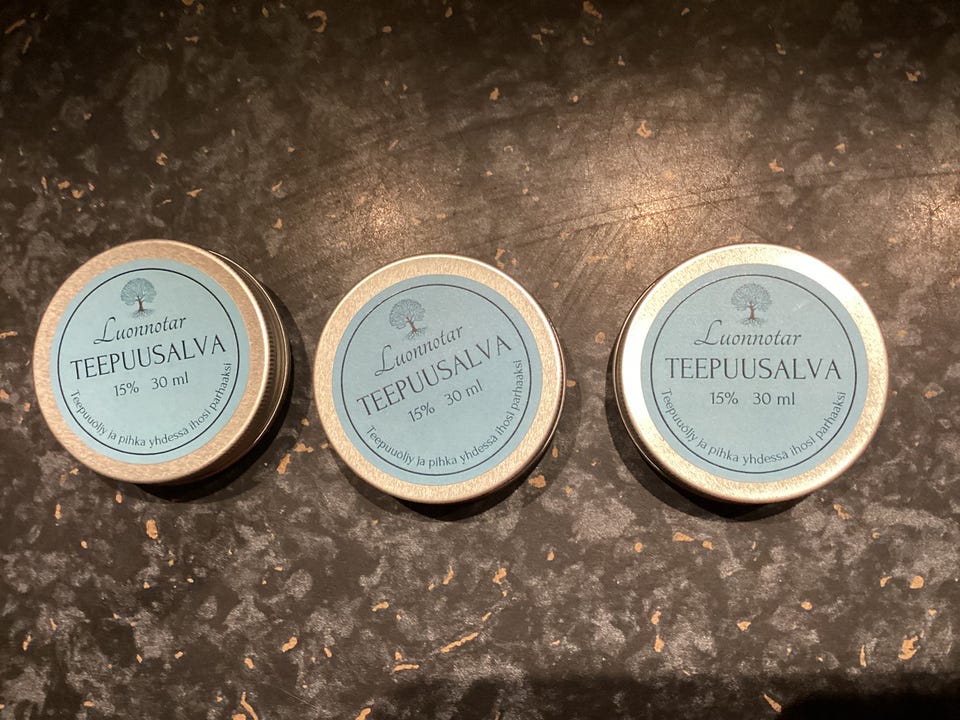 Luonnotar
TEEPUUSALVA
15% 30 ml
Teepuuöljy ja pihka yhdessä ihosi parhaaksi
Luonnotar
TEEPUUSALVA
15% 30 ml
Teepuuöljy ja pihka yhdessä ihosi parhaaksi
Luonnotar
TEEPUUSALVA
15% 30 ml
Teepuuöljy ja pihka yhdessä ihosi parhaaksi